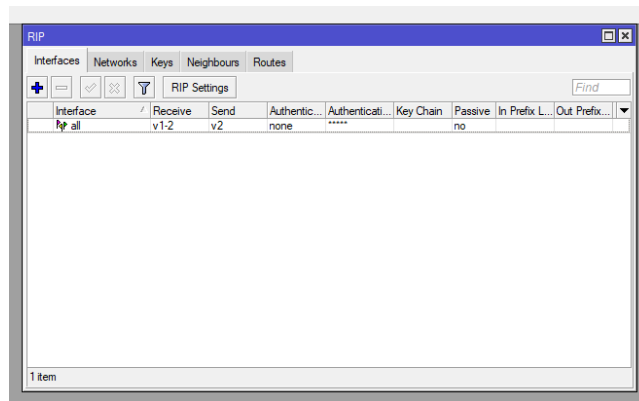 RIP
Interfaces Networks Keys Neighbours Routes
RIP Settings Find
Interface Receive Send Authentic... Authenticati... Key Chain Passive In Prefix L... Out Prefix...
all v1-2 v2 none ***** no
1 item